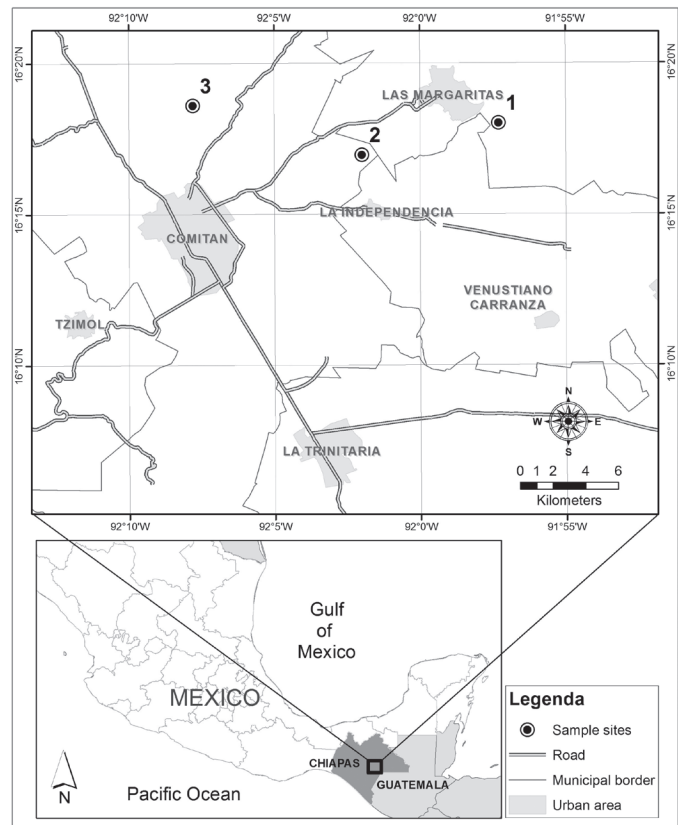 92°10'W 92°5'W 92°0'W 91°55'W
16°20'N 16°20'N
3
LAS MARGARITAS
1
2
16°15'N 16°15'N
LA INDEPENDENCIA
COMITAN
VENUSTIANO
CARRANZA
TZIMOL
16°10'N 16°10'N
N
W E
S
LA TRINITARIA
0 1 2 4 6
Kilometers
92°10'W 92°5'W 92°0'W 91°55'W
Gulf
of
Mexico
MEXICO
CHIAPAS
GUATEMALA
N
Pacific Ocean
Legenda
Sample sites
Road
Municipal border
Urban area